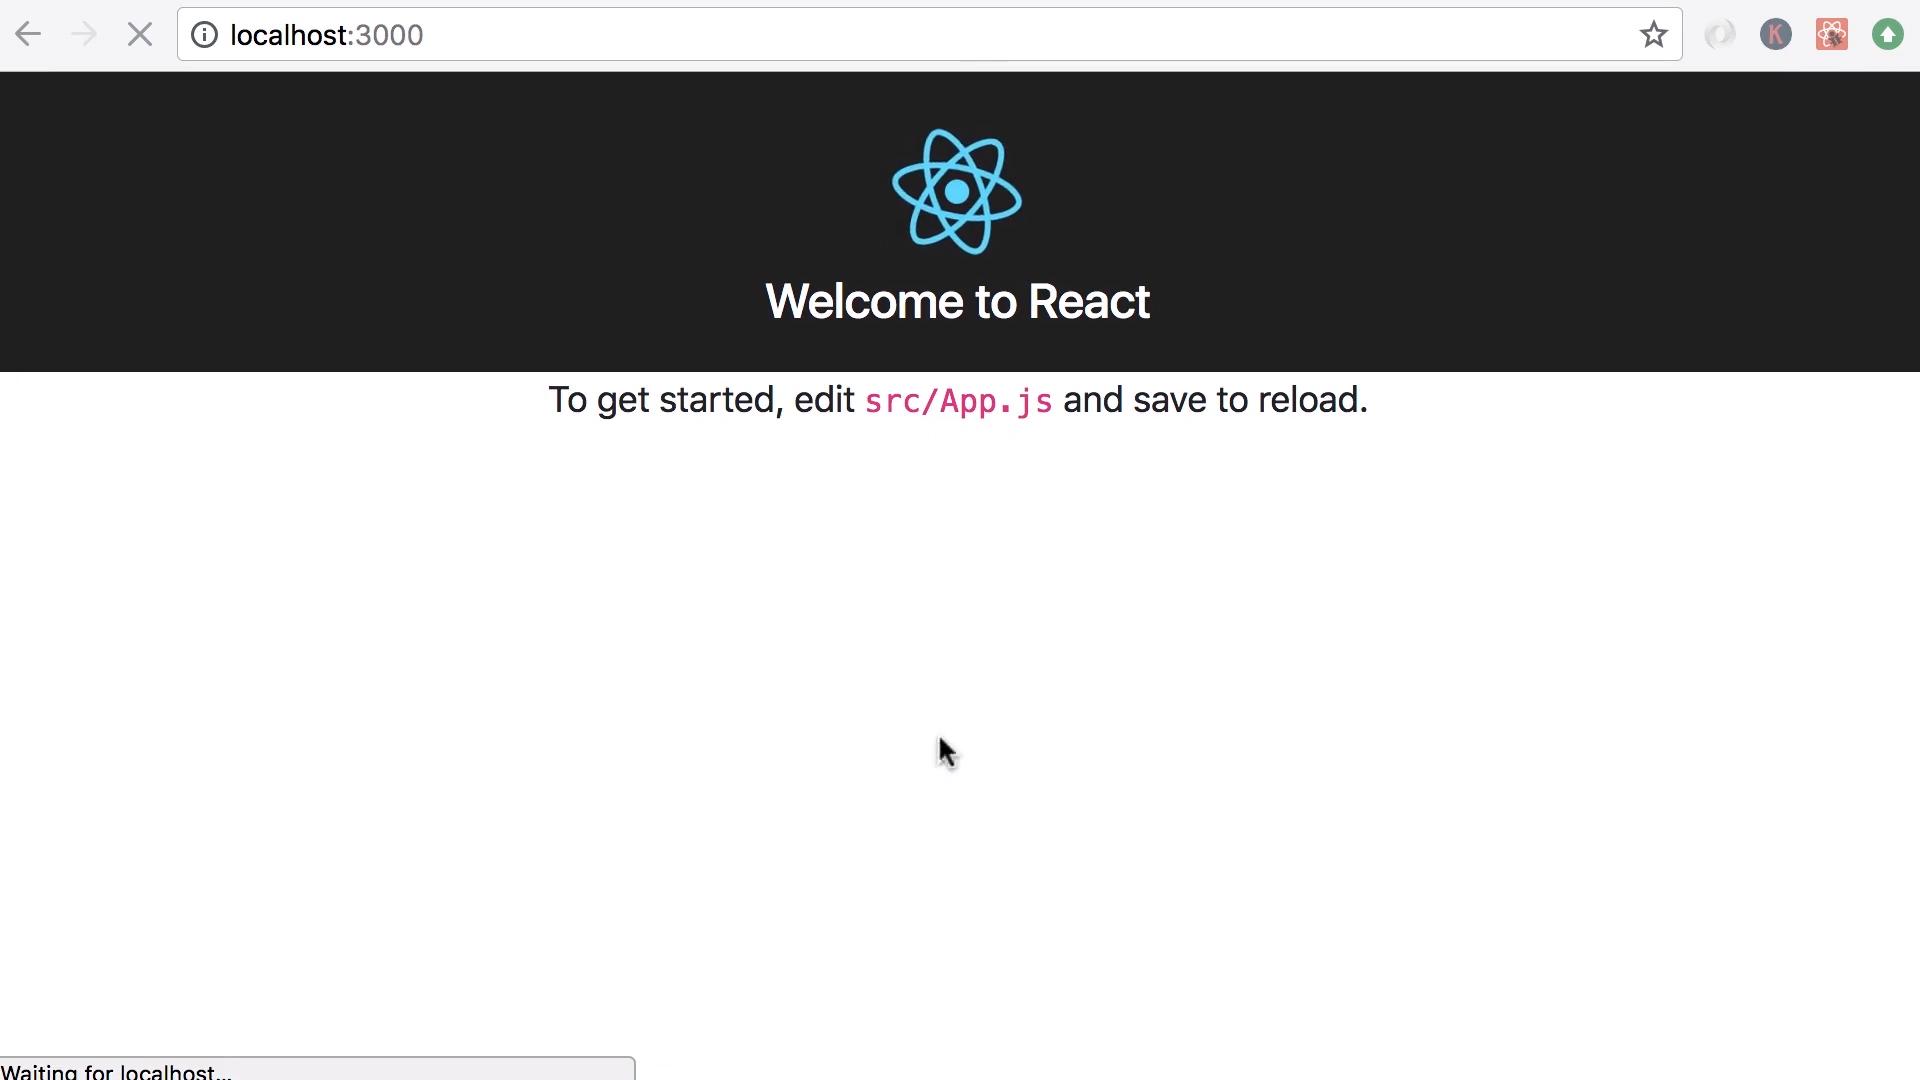 localhost:3000
K
Welcome to React
To get started, edit src/App.js and save to reload.
Waiting for localhost...